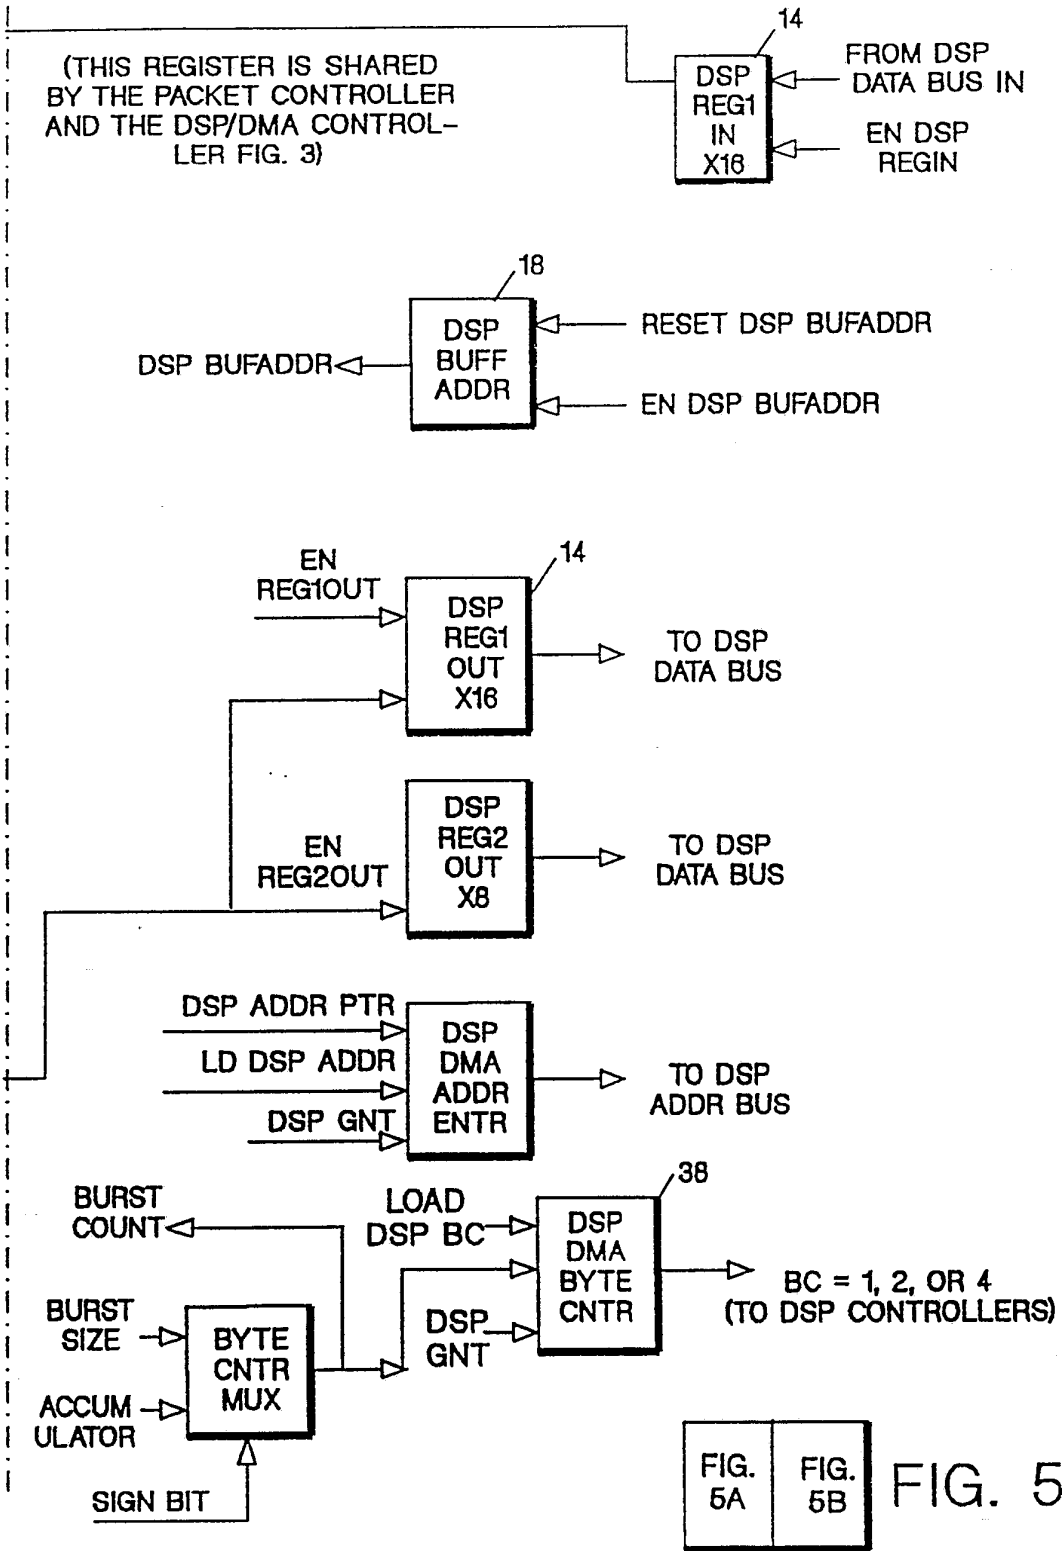 14
(THIS REGISTER IS SHARED
BY THE PACKET CONTROLLER
AND THE DSP/DMA CONTROL-
LER FIG. 3)
DSP
REG1
IN
X16
FROM DSP
DATA BUS IN
EN DSP
REGIN
18
DSP
BUFF
ADDR
RESET DSP BUFADDR
DSP BUFADDR
EN DSP BUFADDR
14
EN
REG1OUT
DSP
REG1
OUT
X16
TO DSP
DATA BUS
EN
REG2OUT
DSP
REG2
OUT
X8
TO DSP
DATA BUS
DSP ADDR PTR
LD DSP ADDR
DSP GNT
DSP
DMA
ADDR
ENTR
TO DSP
ADDR BUS
38
BURST
COUNT
LOAD
DSP BC
DSP
DMA
BYTE
CNTR
BC = 1, 2, OR 4
(TO DSP CONTROLLERS)
BURST
SIZE
BYTE
CNTR
MUX
DSP
GNT
ACCUM
ULATOR
SIGN BIT
FIG.
5A
FIG.
5B
FIG. 5